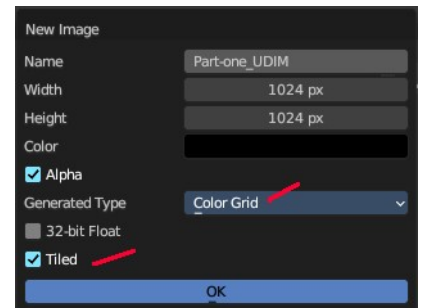 New Image
Name Part-one_UDIM
Width 1024 px
Height 1024 px
Color
Alpha
Generated Type Color Grid
32-bit Float
Tiled
OK